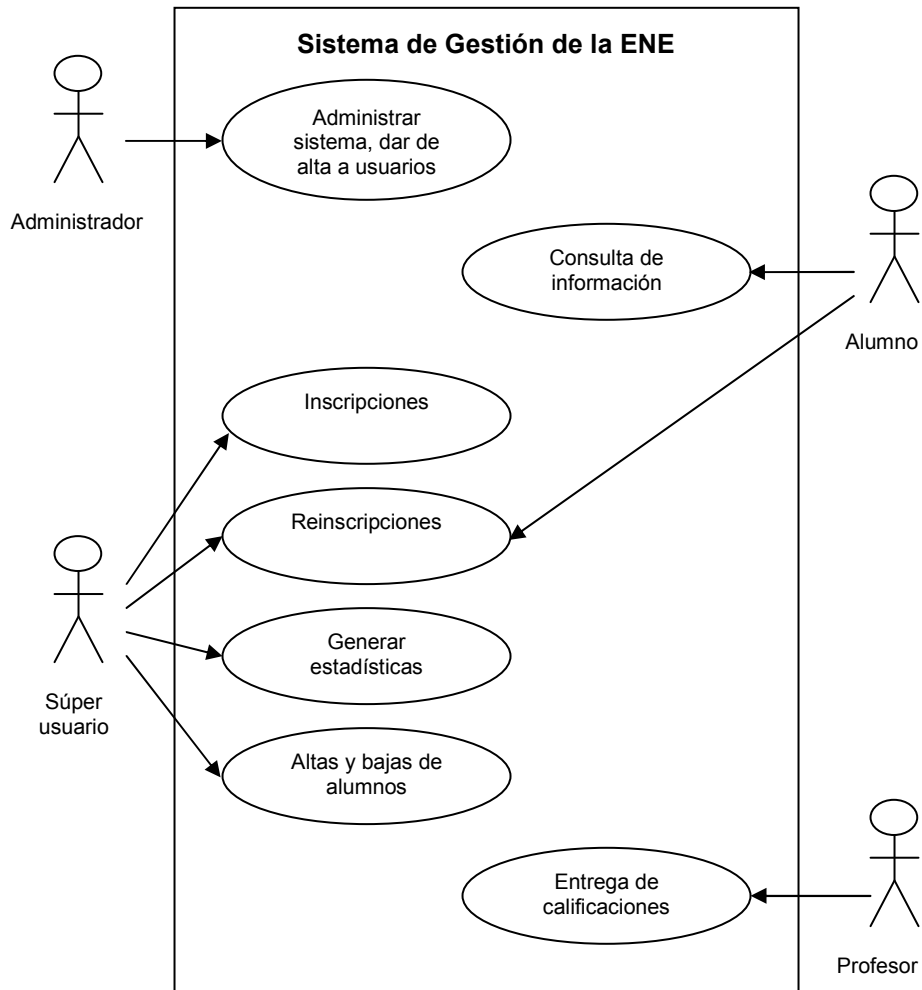 Sistema de Gestión de la ENE
Administrar
sistema, dar de
alta a usuarios
Administrador
Consulta de
información
Alumno
Inscripciones
Reinscripciones
Generar
estadísticas
Súper
usuario
Altas y bajas de
alumnos
Entrega de
calificaciones
Profesor